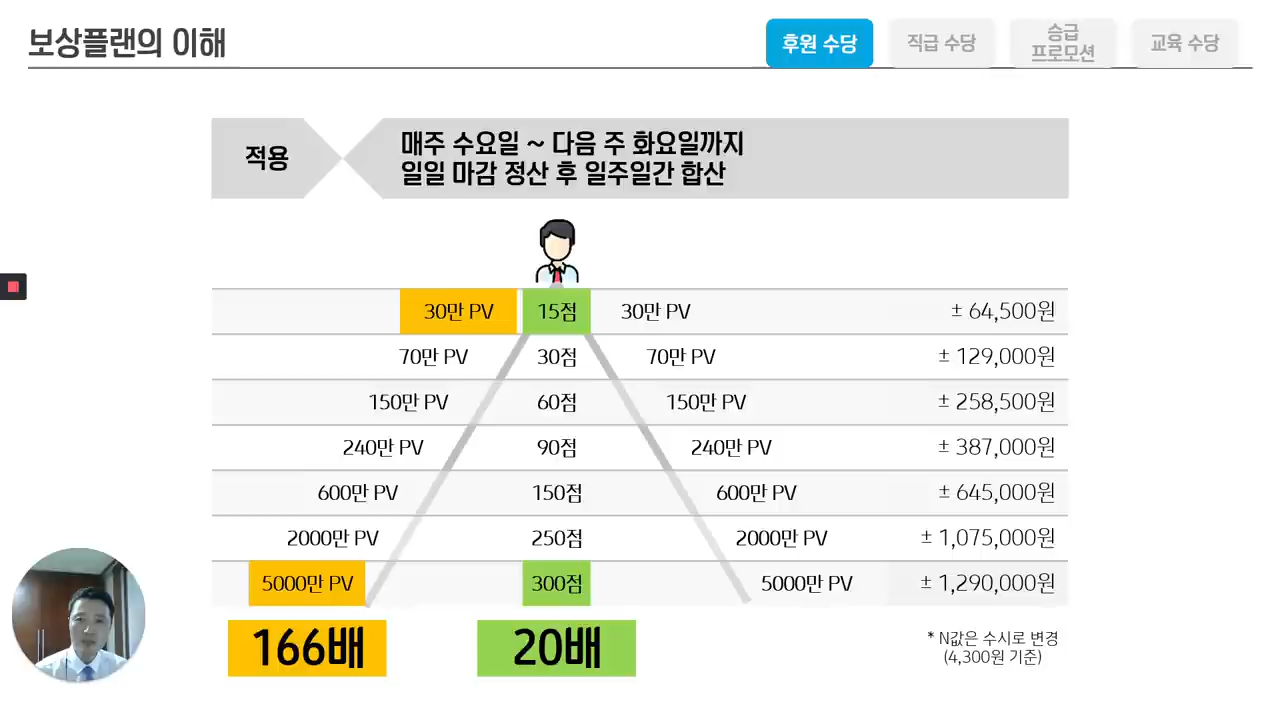 보상플랜의 이해
후원 수당
직급 수당
승급
프로모션
교육 수당
적용
매주 수요일 ~ 다음 주 화요일까지
일일 마감 정산 후 일주일간 합산
30만 PV 15점 30만 PV ± 64,500원
70만 PV 30점 70만 PV ± 129,000원
150만 PV 60점 150만 PV ± 258,500원
240만 PV 90점 240만 PV ± 387,000원
600만 PV 150점 600만 PV ± 645,000원
2000만 PV 250점 2000만 PV ± 1,075,000원
5000만 PV 300점 5000만 PV ± 1,290,000원
166배 20배
* N값은 수시로 변경
(4,300원 기준)